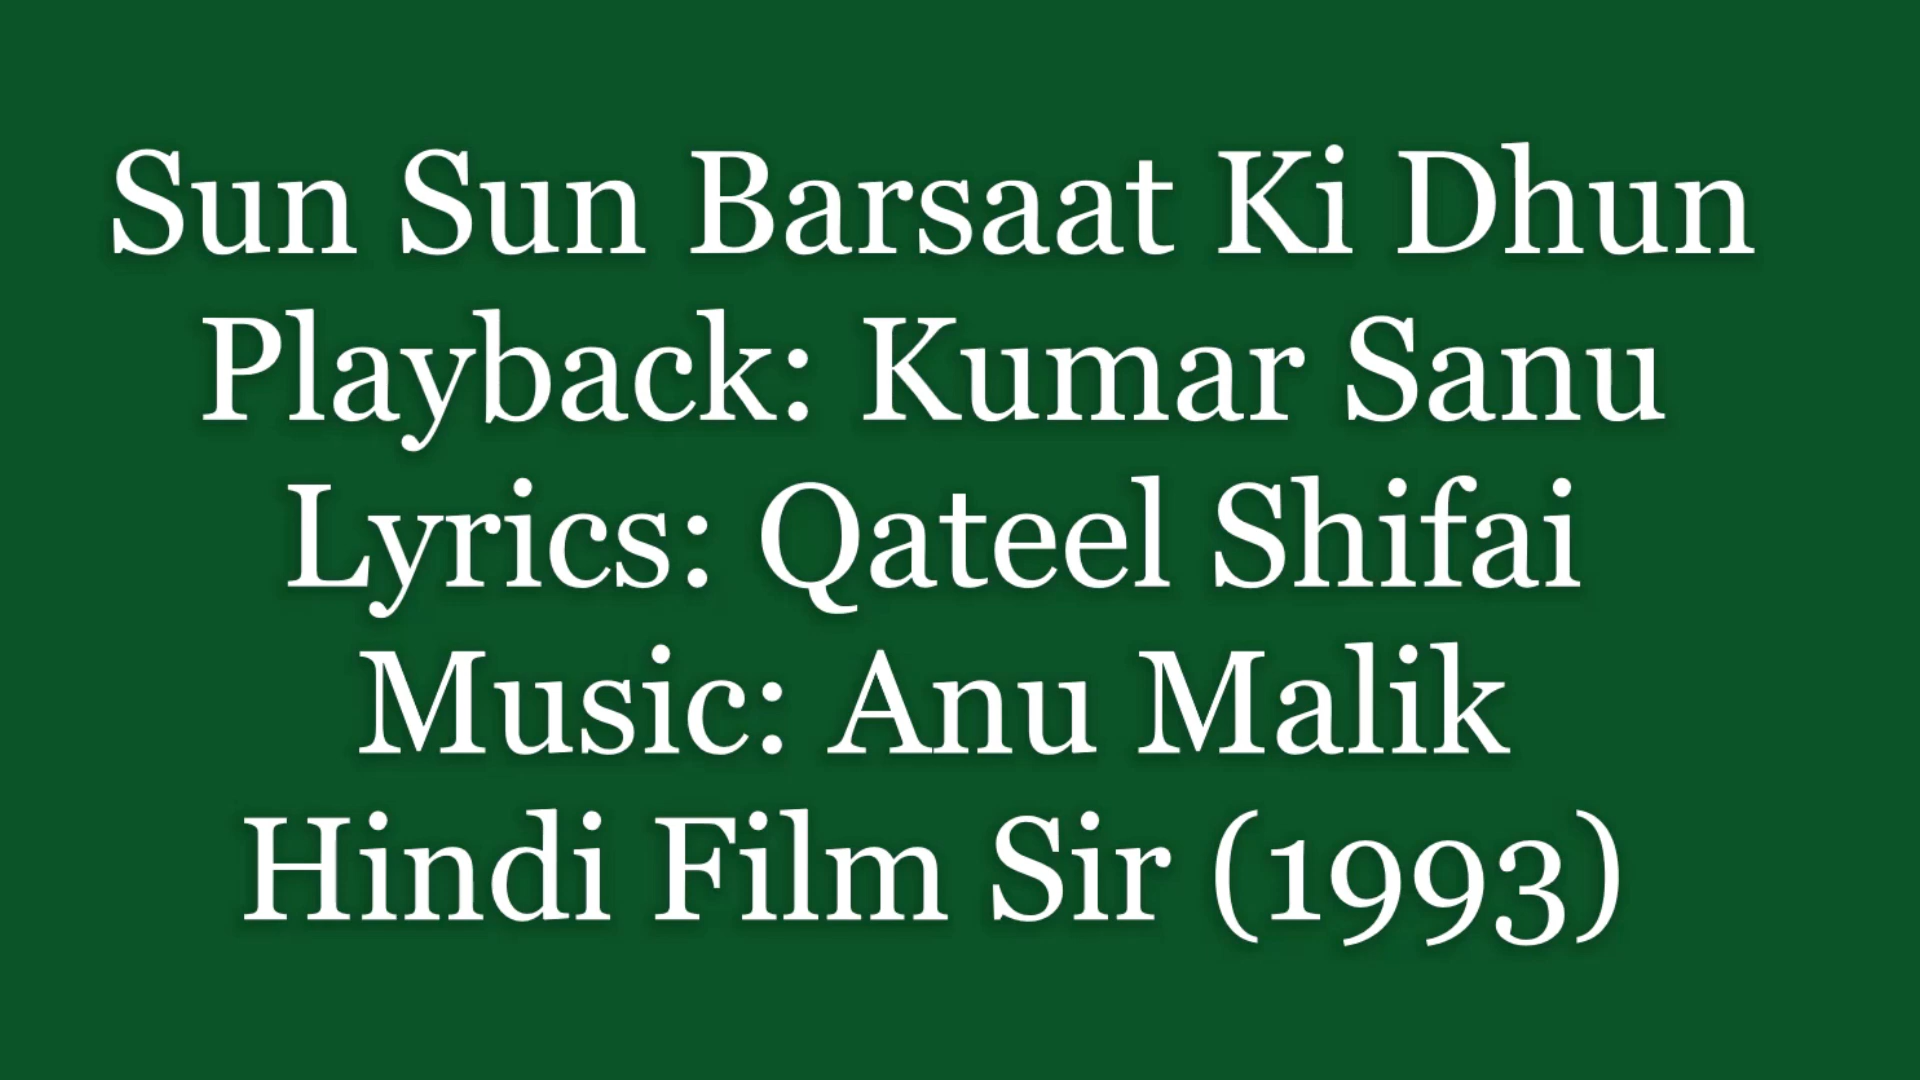 Sun Sun Barsaat Ki Dhun
Playback: Kumar Sanu
Lyrics: Qateel Shifai
Music: Anu Malik
Hindi Film Sir (1993)